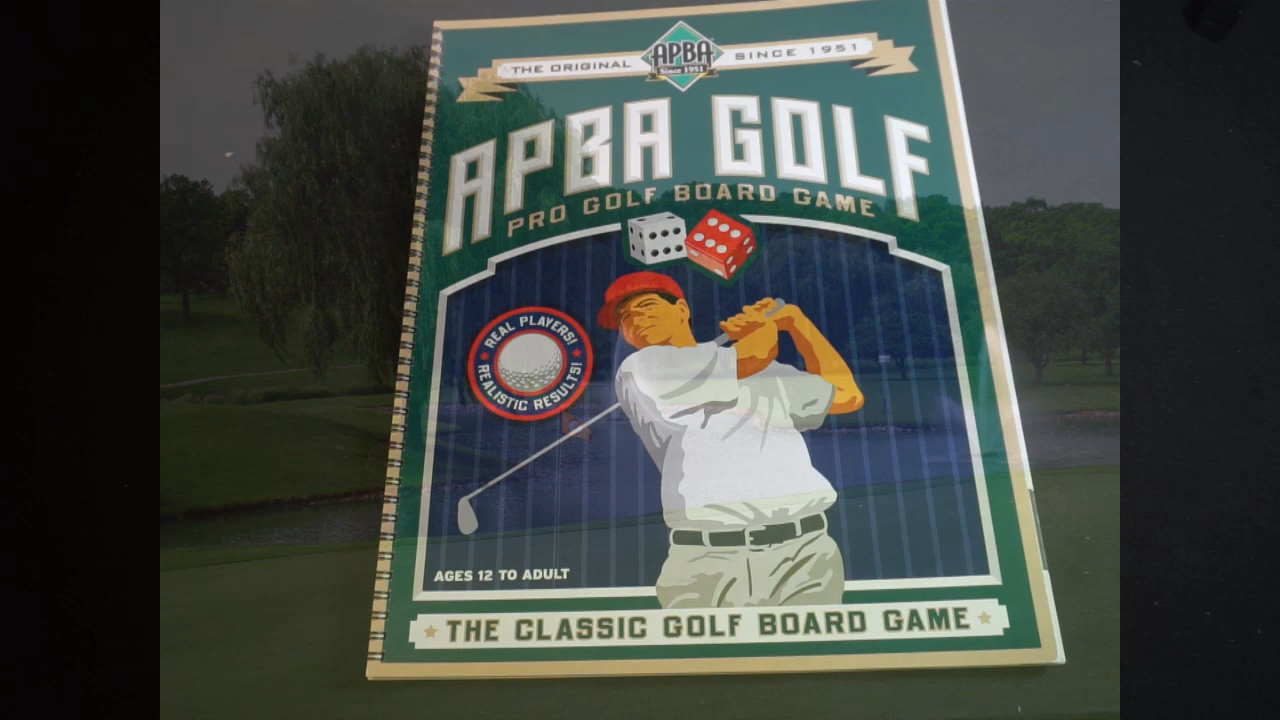 THE ORIGINAL APBA SINCE 1951
Since 1951
APBA GOLF
PRO GOLF BOARD GAME
REAL PLAYERS!
REALISTIC RESULTS!
AGES 12 TO ADULT
THE CLASSIC GOLF BOARD GAME